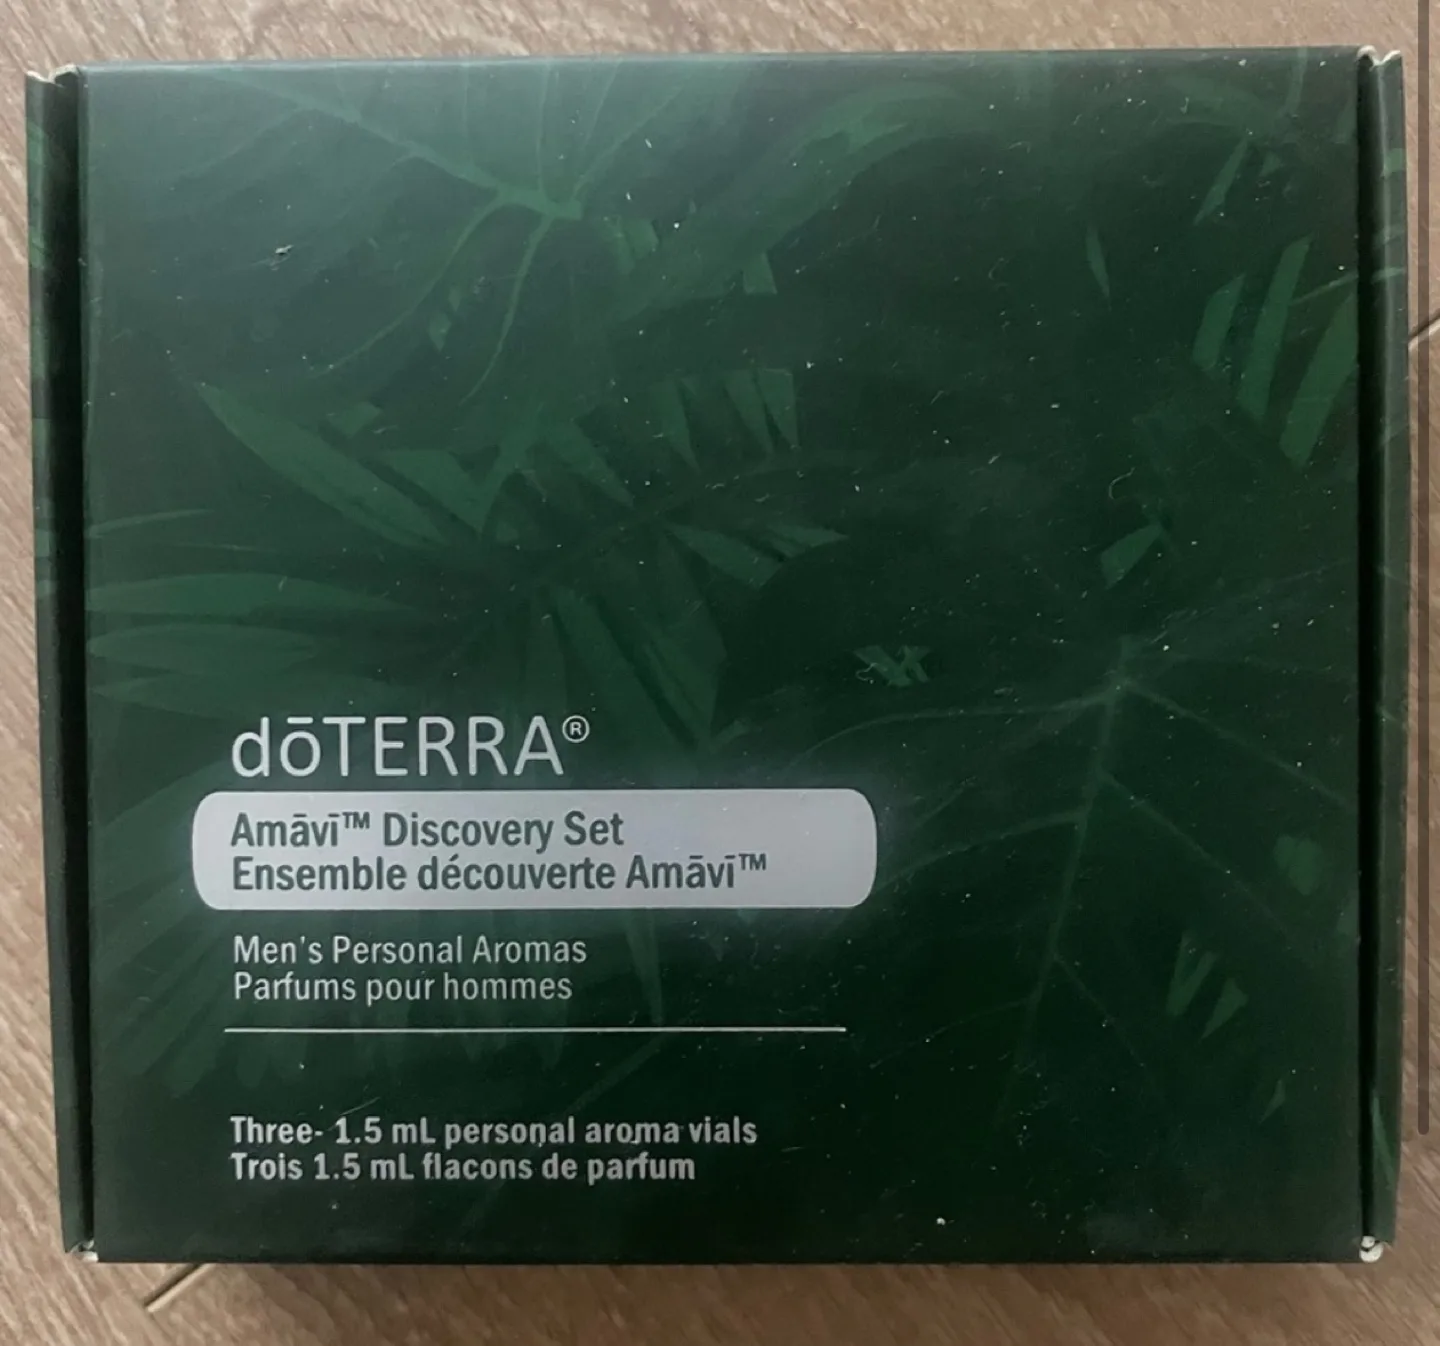 dōTERRA®
Amāvī™ Discovery Set
Ensemble découverte Amāvī™
Men's Personal Aromas
Parfums pour hommes
Three- 1.5 mL personal aroma vials
Trois 1.5 mL flacons de parfum